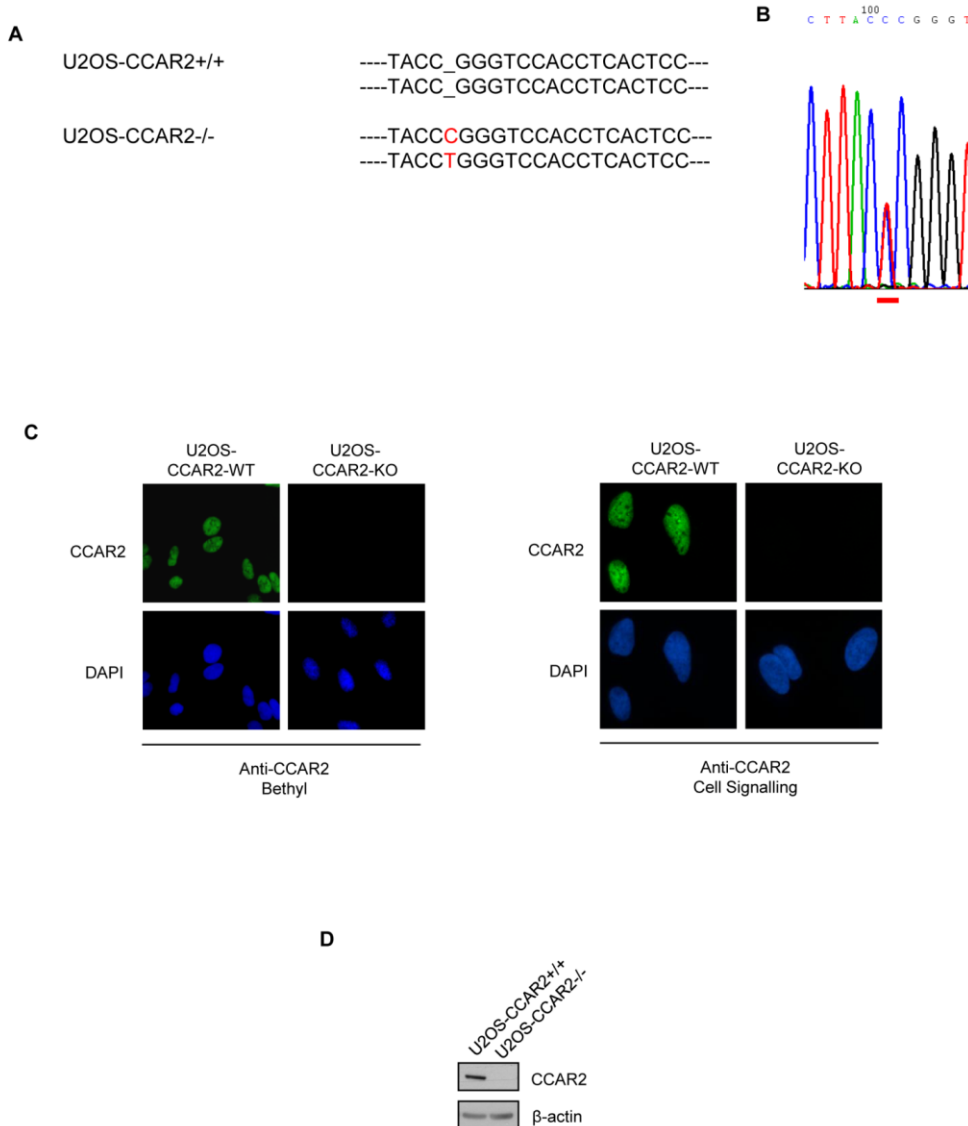 A
U2OS-CCAR2+/+
----TACC_GGGTCCACCTCACTCC---
----TACC_GGGTCCACCTCACTCC---
U2OS-CCAR2-/-
----TACCCGGGTCCACCTCACTCC---
----TACCTGGGTCCACCTCACTCC---
B
100
C T T A C C C G G G T
C
U2OS-
CCAR2-WT
U2OS-
CCAR2-KO
CCAR2
DAPI
Anti-CCAR2
Bethyl
U2OS-
CCAR2-WT
U2OS-
CCAR2-KO
CCAR2
DAPI
Anti-CCAR2
Cell Signalling
D
U2OS-CCAR2+/+
U2OS-CCAR2-/-
CCAR2
β-actin